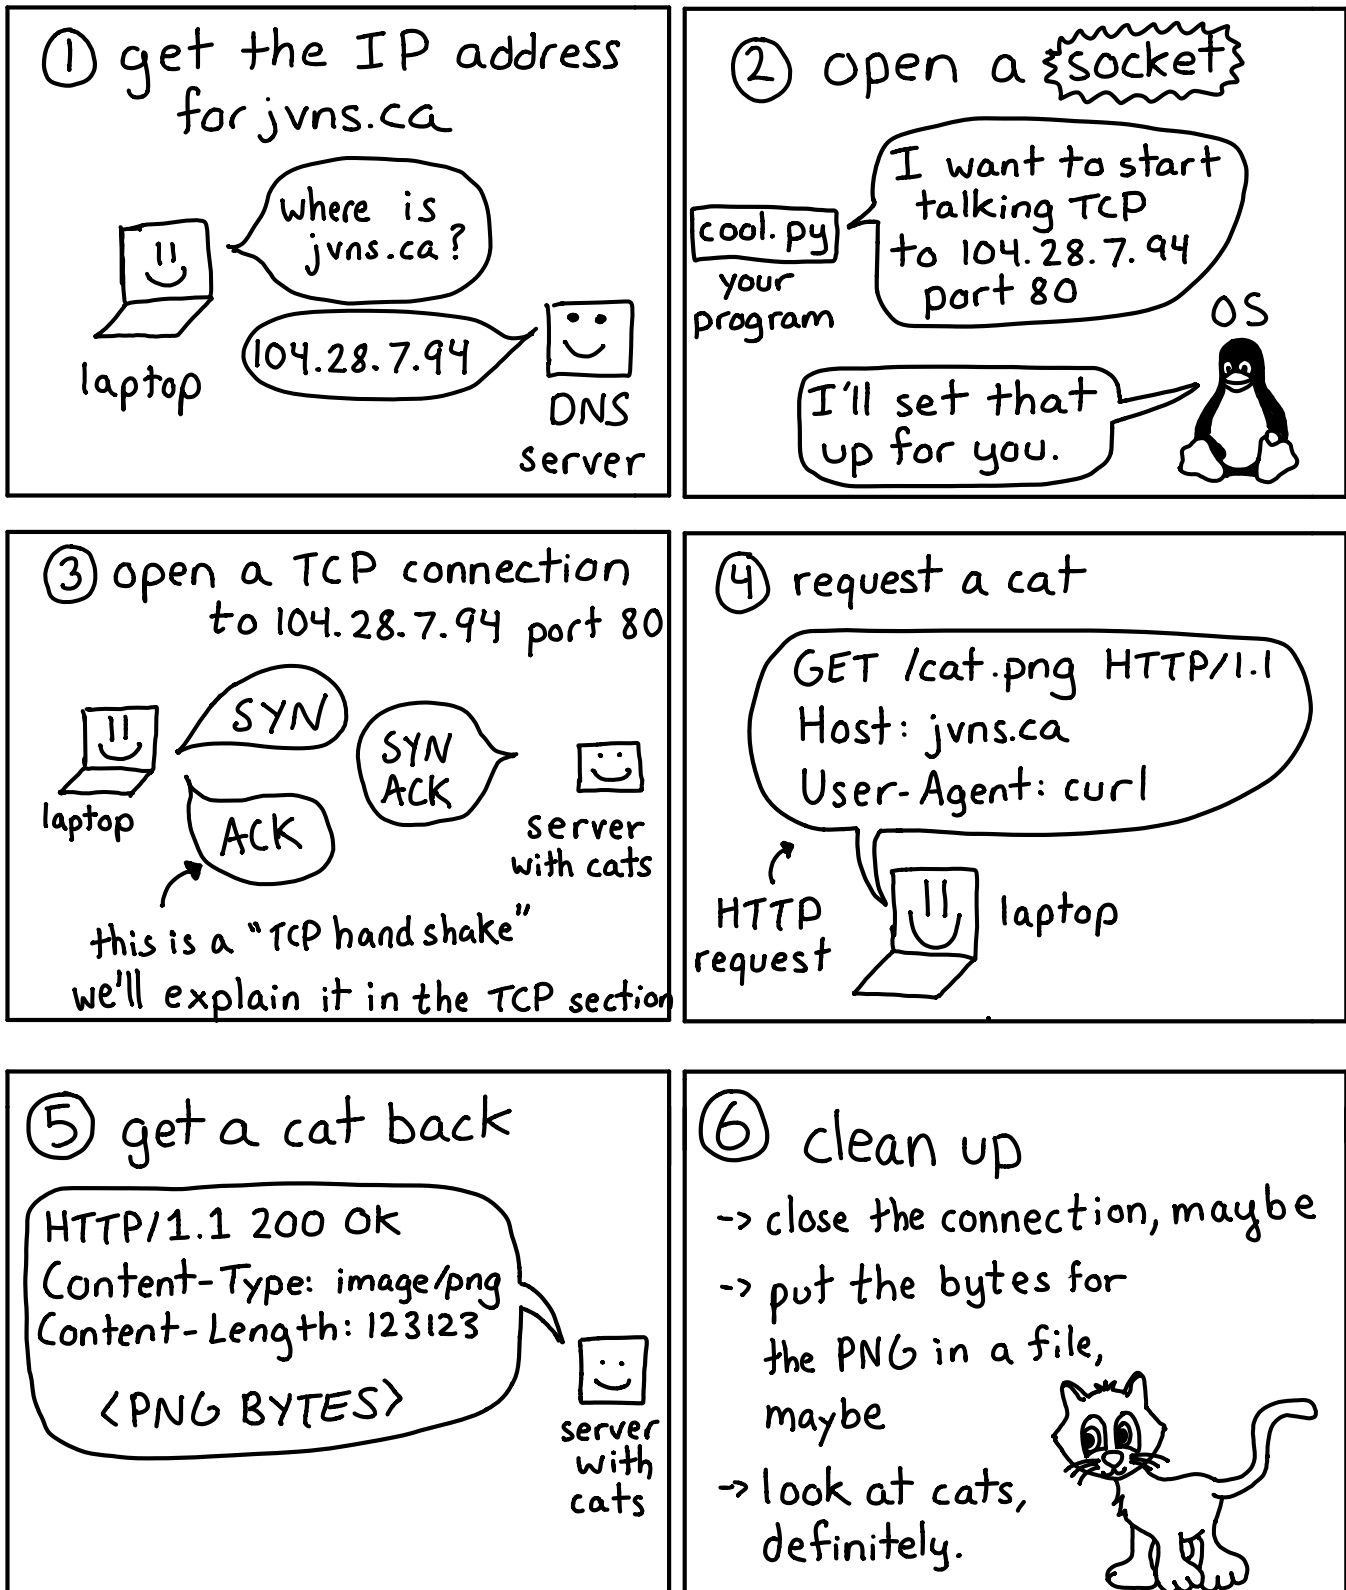 1 get the IP address
for jvns.ca
where is
jvns.ca?
laptop
104.28.7.94
DNS
server
2 open a socket
I want to start
talking TCP
to 104.28.7.94
port 80
cool.py
your
program
OS
I'll set that
up for you.
3 open a TCP connection
to 104.28.7.94 port 80
SYN
laptop
SYN
ACK
server
with cats
ACK
this is a "TCP handshake"
we'll explain it in the TCP section
4 request a cat
GET /cat.png HTTP/1.1
Host: jvns.ca
User-Agent: curl
HTTP
request
laptop
5 get a cat back
HTTP/1.1 200 OK
Content-Type: image/png
Content-Length: 123123
<PNG BYTES>
server
with
cats
6 clean up
-> close the connection, maybe
-> put the bytes for
the PNG in a file,
maybe
-> look at cats,
definitely.